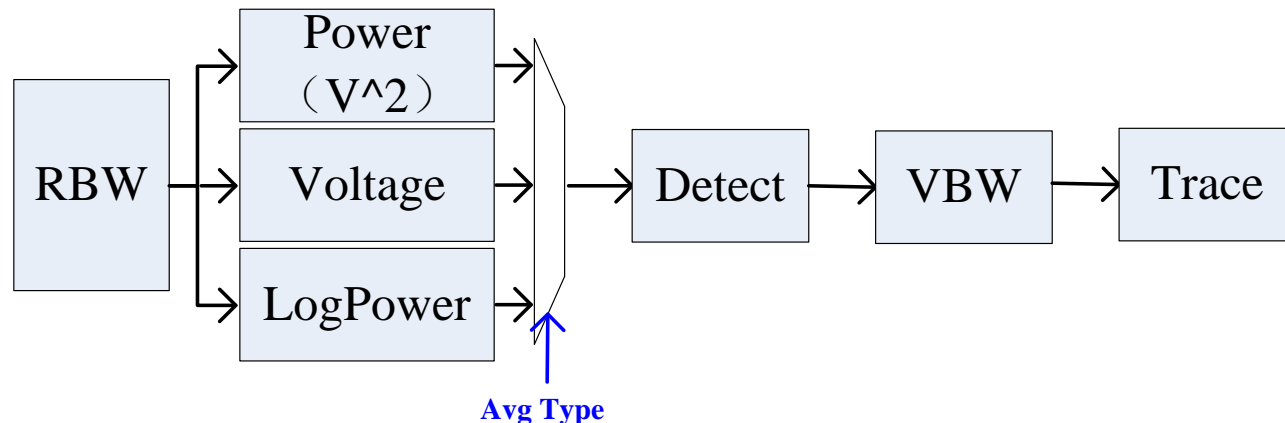 RBW
Power
（V^2）
Voltage
LogPower
Avg Type
Detect
VBW
Trace